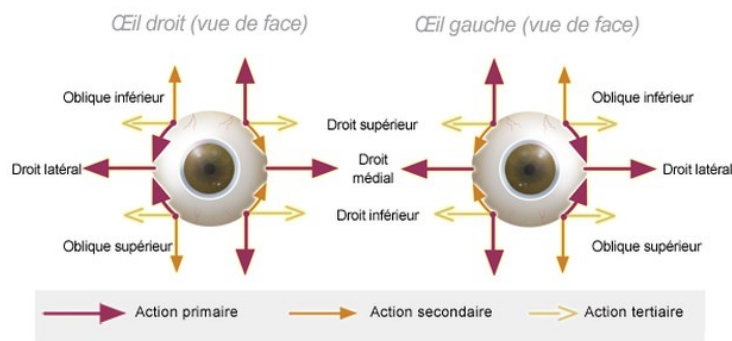 Œil droit (vue de face)
Œil gauche (vue de face)
Oblique inférieur
Oblique inférieur
Droit supérieur
Droit latéral
Droit
médial
Droit latéral
Droit inférieur
Oblique supérieur
Oblique supérieur
Action primaire
Action secondaire
Action tertiaire